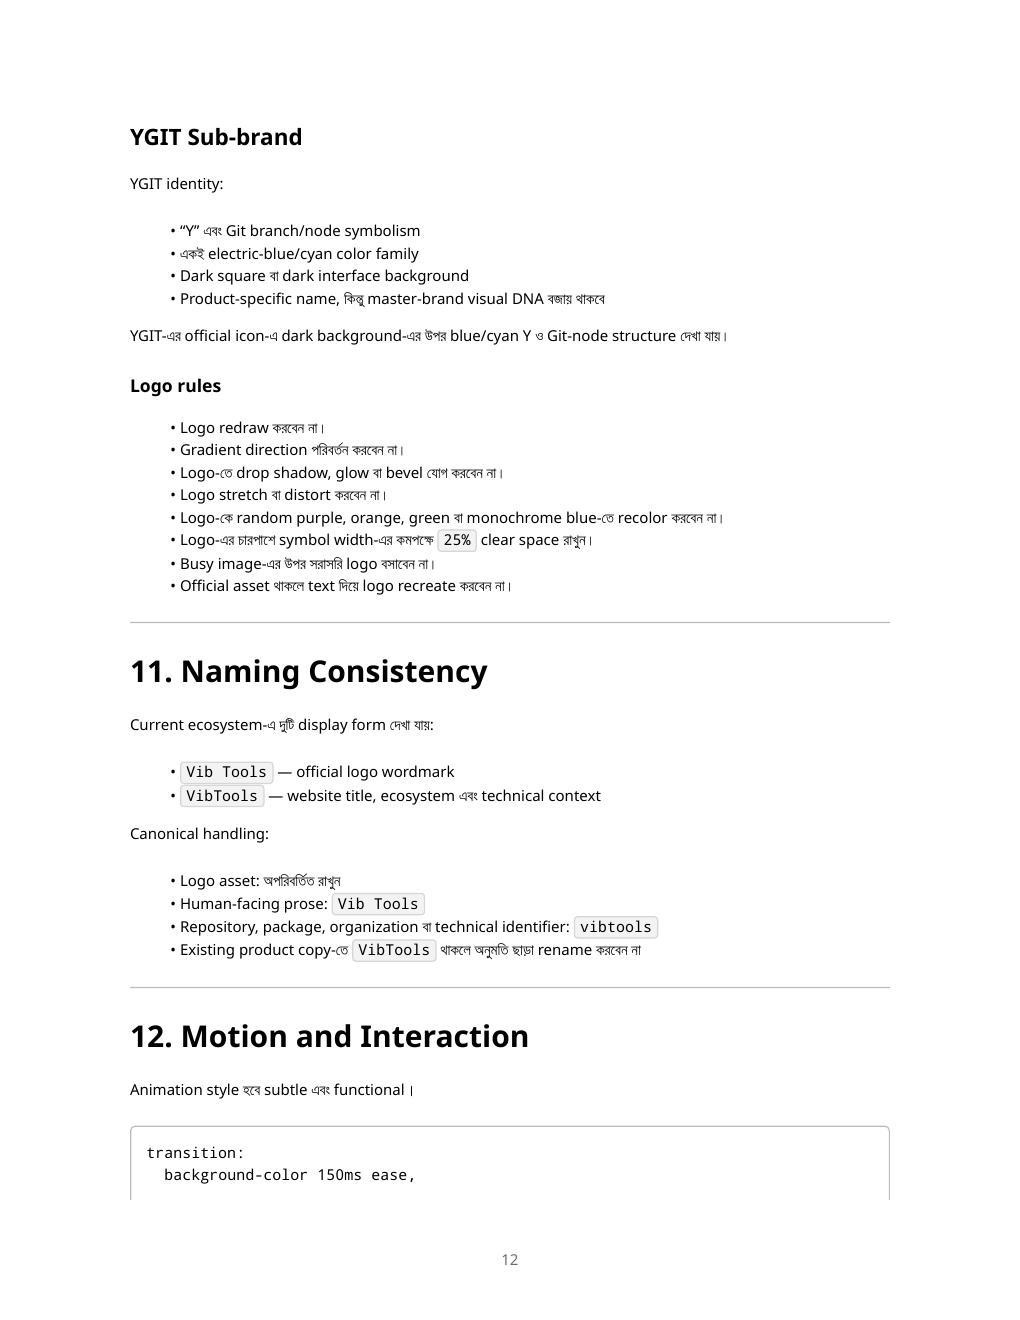 YGIT Sub-brand
YGIT identity:
• “Y” এবং Git branch/node symbolism
• একই electric-blue/cyan color family
• Dark square বা dark interface background
• Product-specific name, কিন্তু master-brand visual DNA বজায় থাকবে
YGIT-এর official icon-এ dark background-এর উপর blue/cyan Y ও Git-node structure দেখা যায়।
Logo rules
• Logo redraw করবেন না।
• Gradient direction পরিবর্তন করবেন না।
• Logo-তে drop shadow, glow বা bevel যোগ করবেন না।
• Logo stretch বা distort করবেন না।
• Logo-কে random purple, orange, green বা monochrome blue-তে recolor করবেন না।
• Logo-এর চারপাশে symbol width-এর কমপক্ষে 25% clear space রাখুন।
• Busy image-এর উপর সরাসরি logo বসাবেন না।
• Official asset থাকলে text দিয়ে logo recreate করবেন না।
11. Naming Consistency
Current ecosystem-এ দুটি display form দেখা যায়:
• Vib Tools — official logo wordmark
• VibTools — website title, ecosystem এবং technical context
Canonical handling:
• Logo asset: অপরিবর্তিত রাখুন
• Human-facing prose: Vib Tools
• Repository, package, organization বা technical identifier: vibtools
• Existing product copy-তে VibTools থাকলে অনুমতি ছাড়া rename করবেন না
12. Motion and Interaction
Animation style হবে subtle এবং functional।
transition:
  background-color 150ms ease,
12